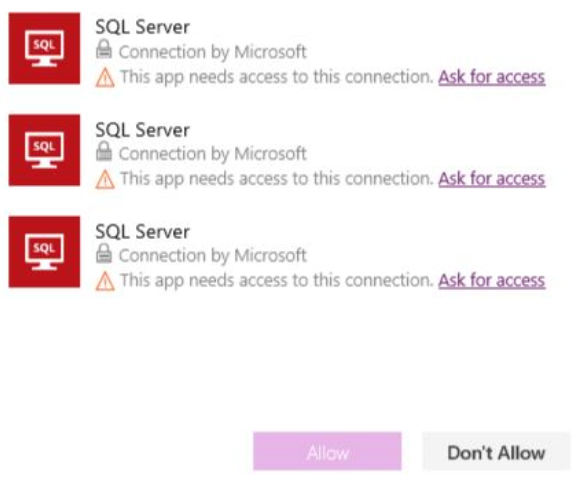 SQL
SQL Server
Connection by Microsoft
This app needs access to this connection. Ask for access
SQL
SQL Server
Connection by Microsoft
This app needs access to this connection. Ask for access
SQL
SQL Server
Connection by Microsoft
This app needs access to this connection. Ask for access
Allow Don't Allow